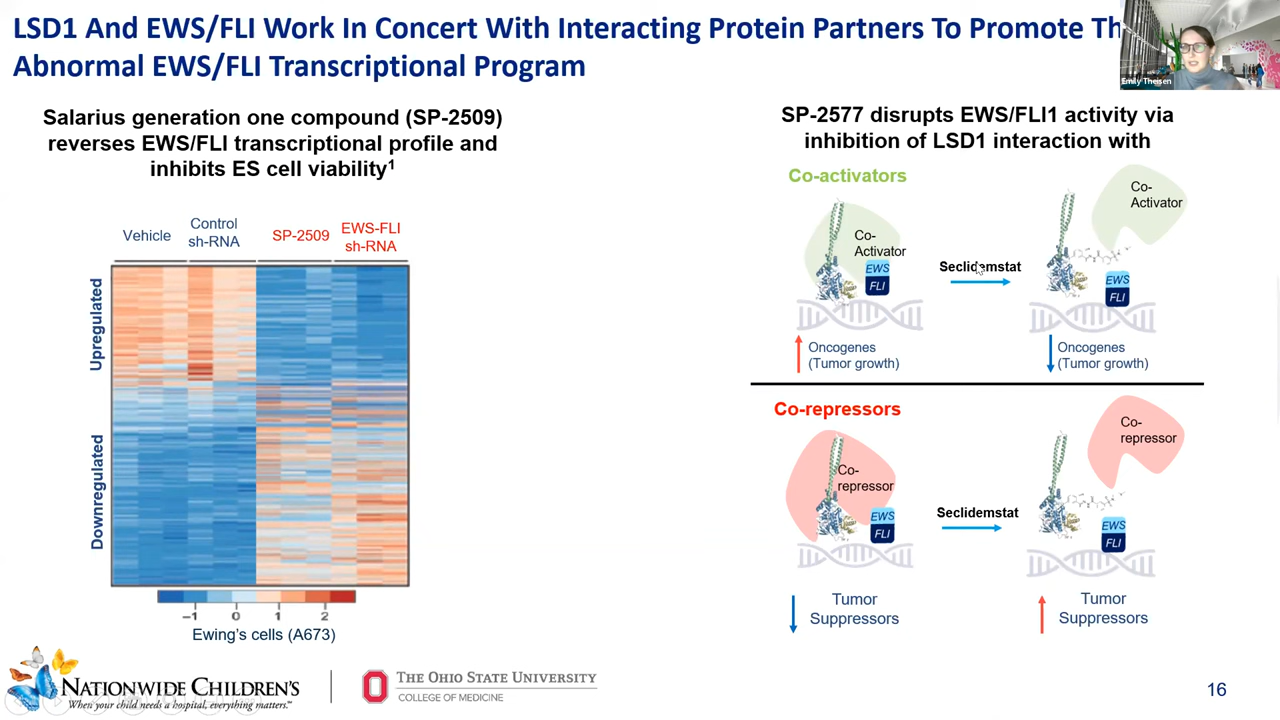 LSD1 And EWS/FLI Work In Concert With Interacting Protein Partners To Promote Th
Abnormal EWS/FLI Transcriptional Program
Emily Theisen
Salarius generation one compound (SP-2509)
reverses EWS/FLI transcriptional profile and
inhibits ES cell viability¹
Vehicle
Control
sh-RNA
SP-2509
EWS-FLI
sh-RNA
Upregulated
Downregulated
−1 0 1 2
Ewing's cells (A673)
SP-2577 disrupts EWS/FLI1 activity via
inhibition of LSD1 interaction with
Co-activators
Co-
Activator
EWS
FLI
Seclidemstat
Co-
Activator
EWS
FLI
Oncogenes
(Tumor growth)
Oncogenes
(Tumor growth)
Co-repressors
Co-
repressor
EWS
FLI
Seclidemstat
Co-
repressor
EWS
FLI
Tumor
Suppressors
Tumor
Suppressors
NATIONWIDE CHILDREN'S
When your child needs a hospital, everything matters.™
THE OHIO STATE UNIVERSITY
COLLEGE OF MEDICINE
16